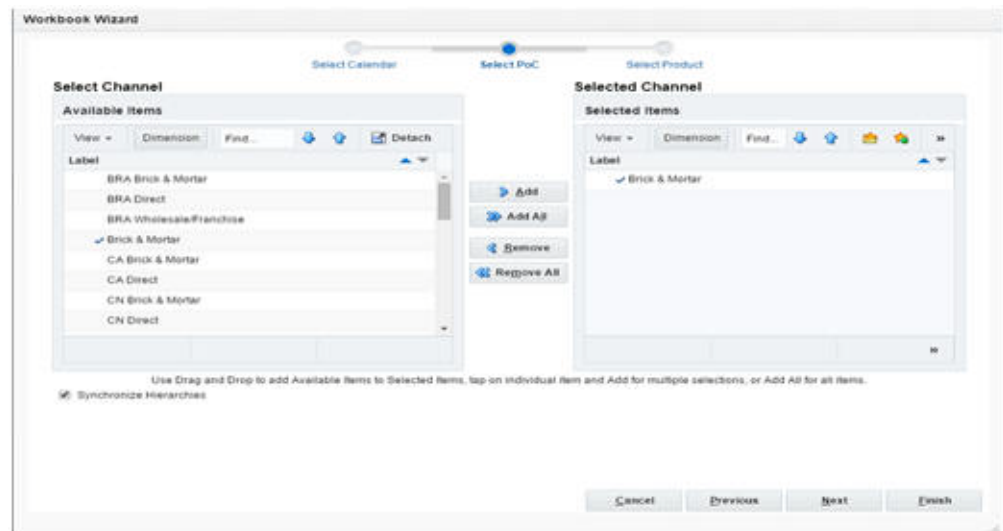 Workbook Wizard
Select Calendar Select PoC Select Product
Select Channel Selected Channel
Available Items Selected Items
View Dimension Find... Detach View Dimension Find... »
Label Label
BRA Brick & Mortar Brick & Mortar
BRA Direct Add
BRA Wholesale/Franchise Add All
Brick & Mortar Remove
CA Brick & Mortar Remove All
CA Direct
CN Brick & Mortar
CN Direct
»
Use Drag and Drop to add Available Items to Selected Items, tap on individual item and Add for multiple selections, or Add All for all items.
Synchronize Hierarchies
Cancel Previous Next Finish